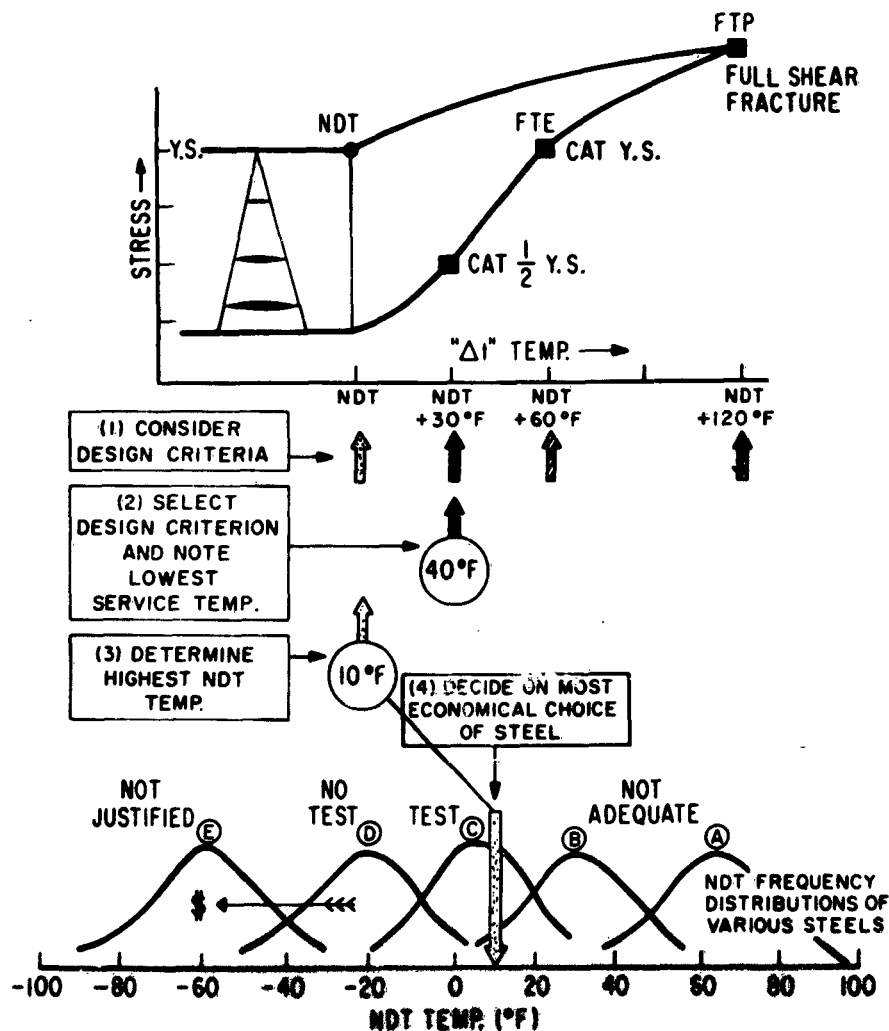 FTP
FULL SHEAR
FRACTURE
NDT
FTE
Y.S.
CAT Y.S.
STRESS
CAT 1/2 Y.S.
"Δt" TEMP.
NDT
NDT
+30°F
NDT
+60°F
NDT
+120°F
(1) CONSIDER
DESIGN CRITERIA
(2) SELECT
DESIGN CRITERION
AND NOTE
LOWEST
SERVICE TEMP.
40°F
(3) DETERMINE
HIGHEST NDT
TEMP.
10°F
(4) DECIDE ON MOST
ECONOMICAL CHOICE
OF STEEL
NOT
JUSTIFIED
NO
TEST
TEST
NOT
ADEQUATE
E
D
C
B
A
$
NDT FREQUENCY
DISTRIBUTIONS OF
VARIOUS STEELS
-100 -80 -60 -40 -20 0 20 40 60 80 100
NDT TEMP. (°F)